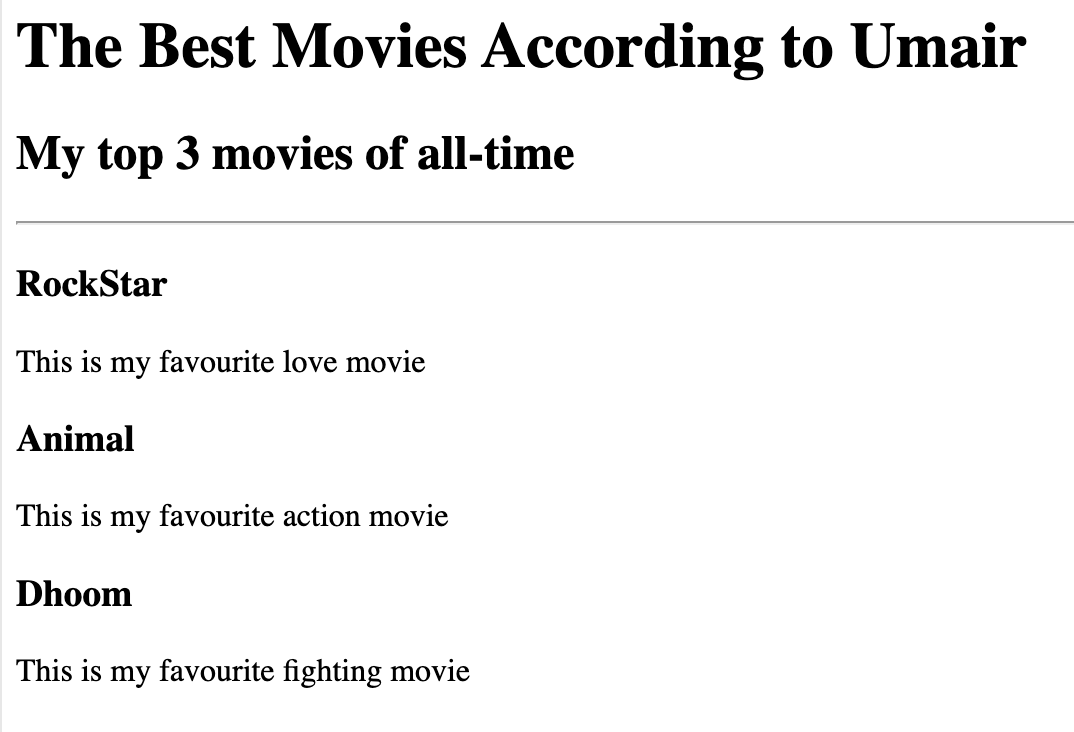 The Best Movies According to Umair
My top 3 movies of all-time
RockStar
This is my favourite love movie
Animal
This is my favourite action movie
Dhoom
This is my favourite fighting movie